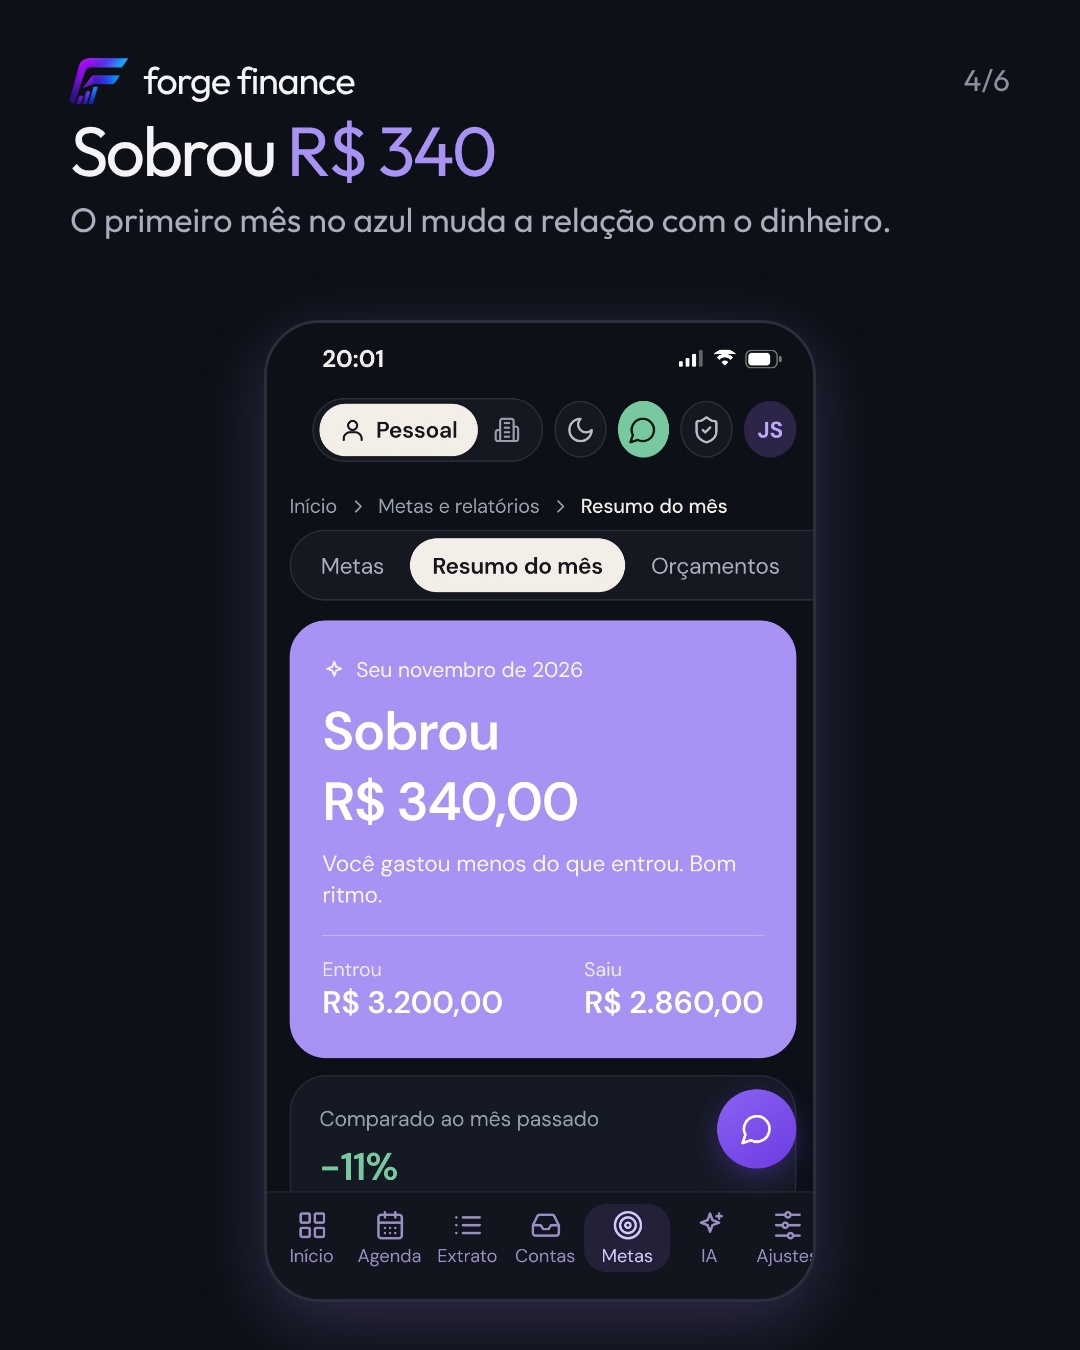 forge finance
4/6
Sobrou R$ 340
O primeiro mês no azul muda a relação com o dinheiro.
20:01
Pessoal
JS
Início > Metas e relatórios > Resumo do mês
Metas
Resumo do mês
Orçamentos
Seu novembro de 2026
Sobrou
R$ 340,00
Você gastou menos do que entrou. Bom
ritmo.
Entrou
Saiu
R$ 3.200,00
R$ 2.860,00
Comparado ao mês passado
-11%
Início
Agenda
Extrato
Contas
Metas
IA
Ajustes